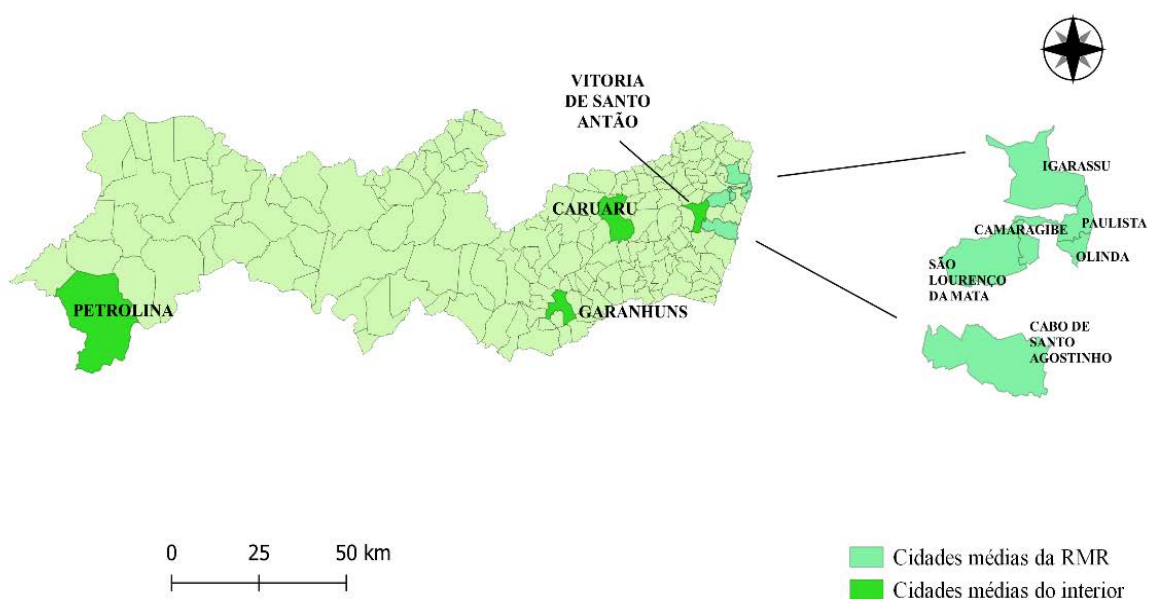 VITORIA
DE SANTO
ANTÃO
IGARASSU
CARUARU
CAMARAGIBE
PAULISTA
OLINDA
SÃO
LOURENÇO
DA MATA
PETROLINA
GARANHUNS
CABO DE
SANTO
AGOSTINHO
0 25 50 km
Cidades médias da RMR
Cidades médias do interior